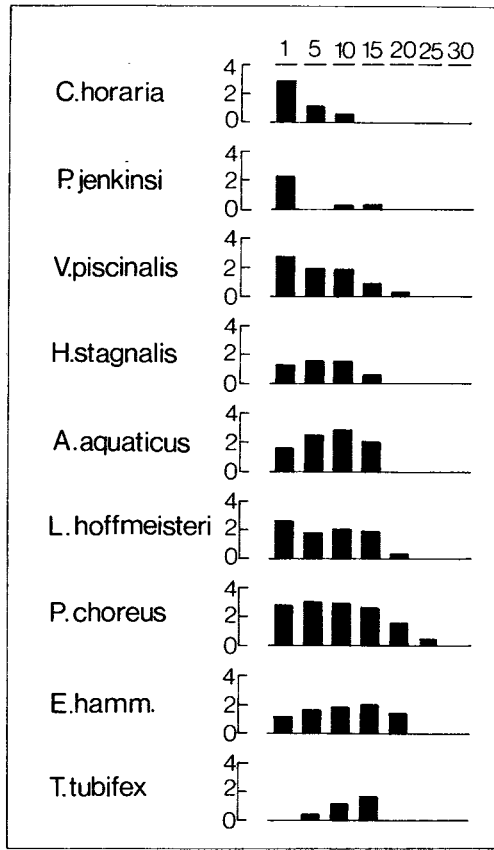 1 5 10 15 20 25 30
C.horaria
4
2
0
P.jenkinsi
4
2
0
V.piscinalis
4
2
0
H.stagnalis
4
2
0
A.aquaticus
4
2
0
L.hoffmeisteri
4
2
0
P.choreus
4
2
0
E.hamm.
4
2
0
T.tubifex
4
2
0